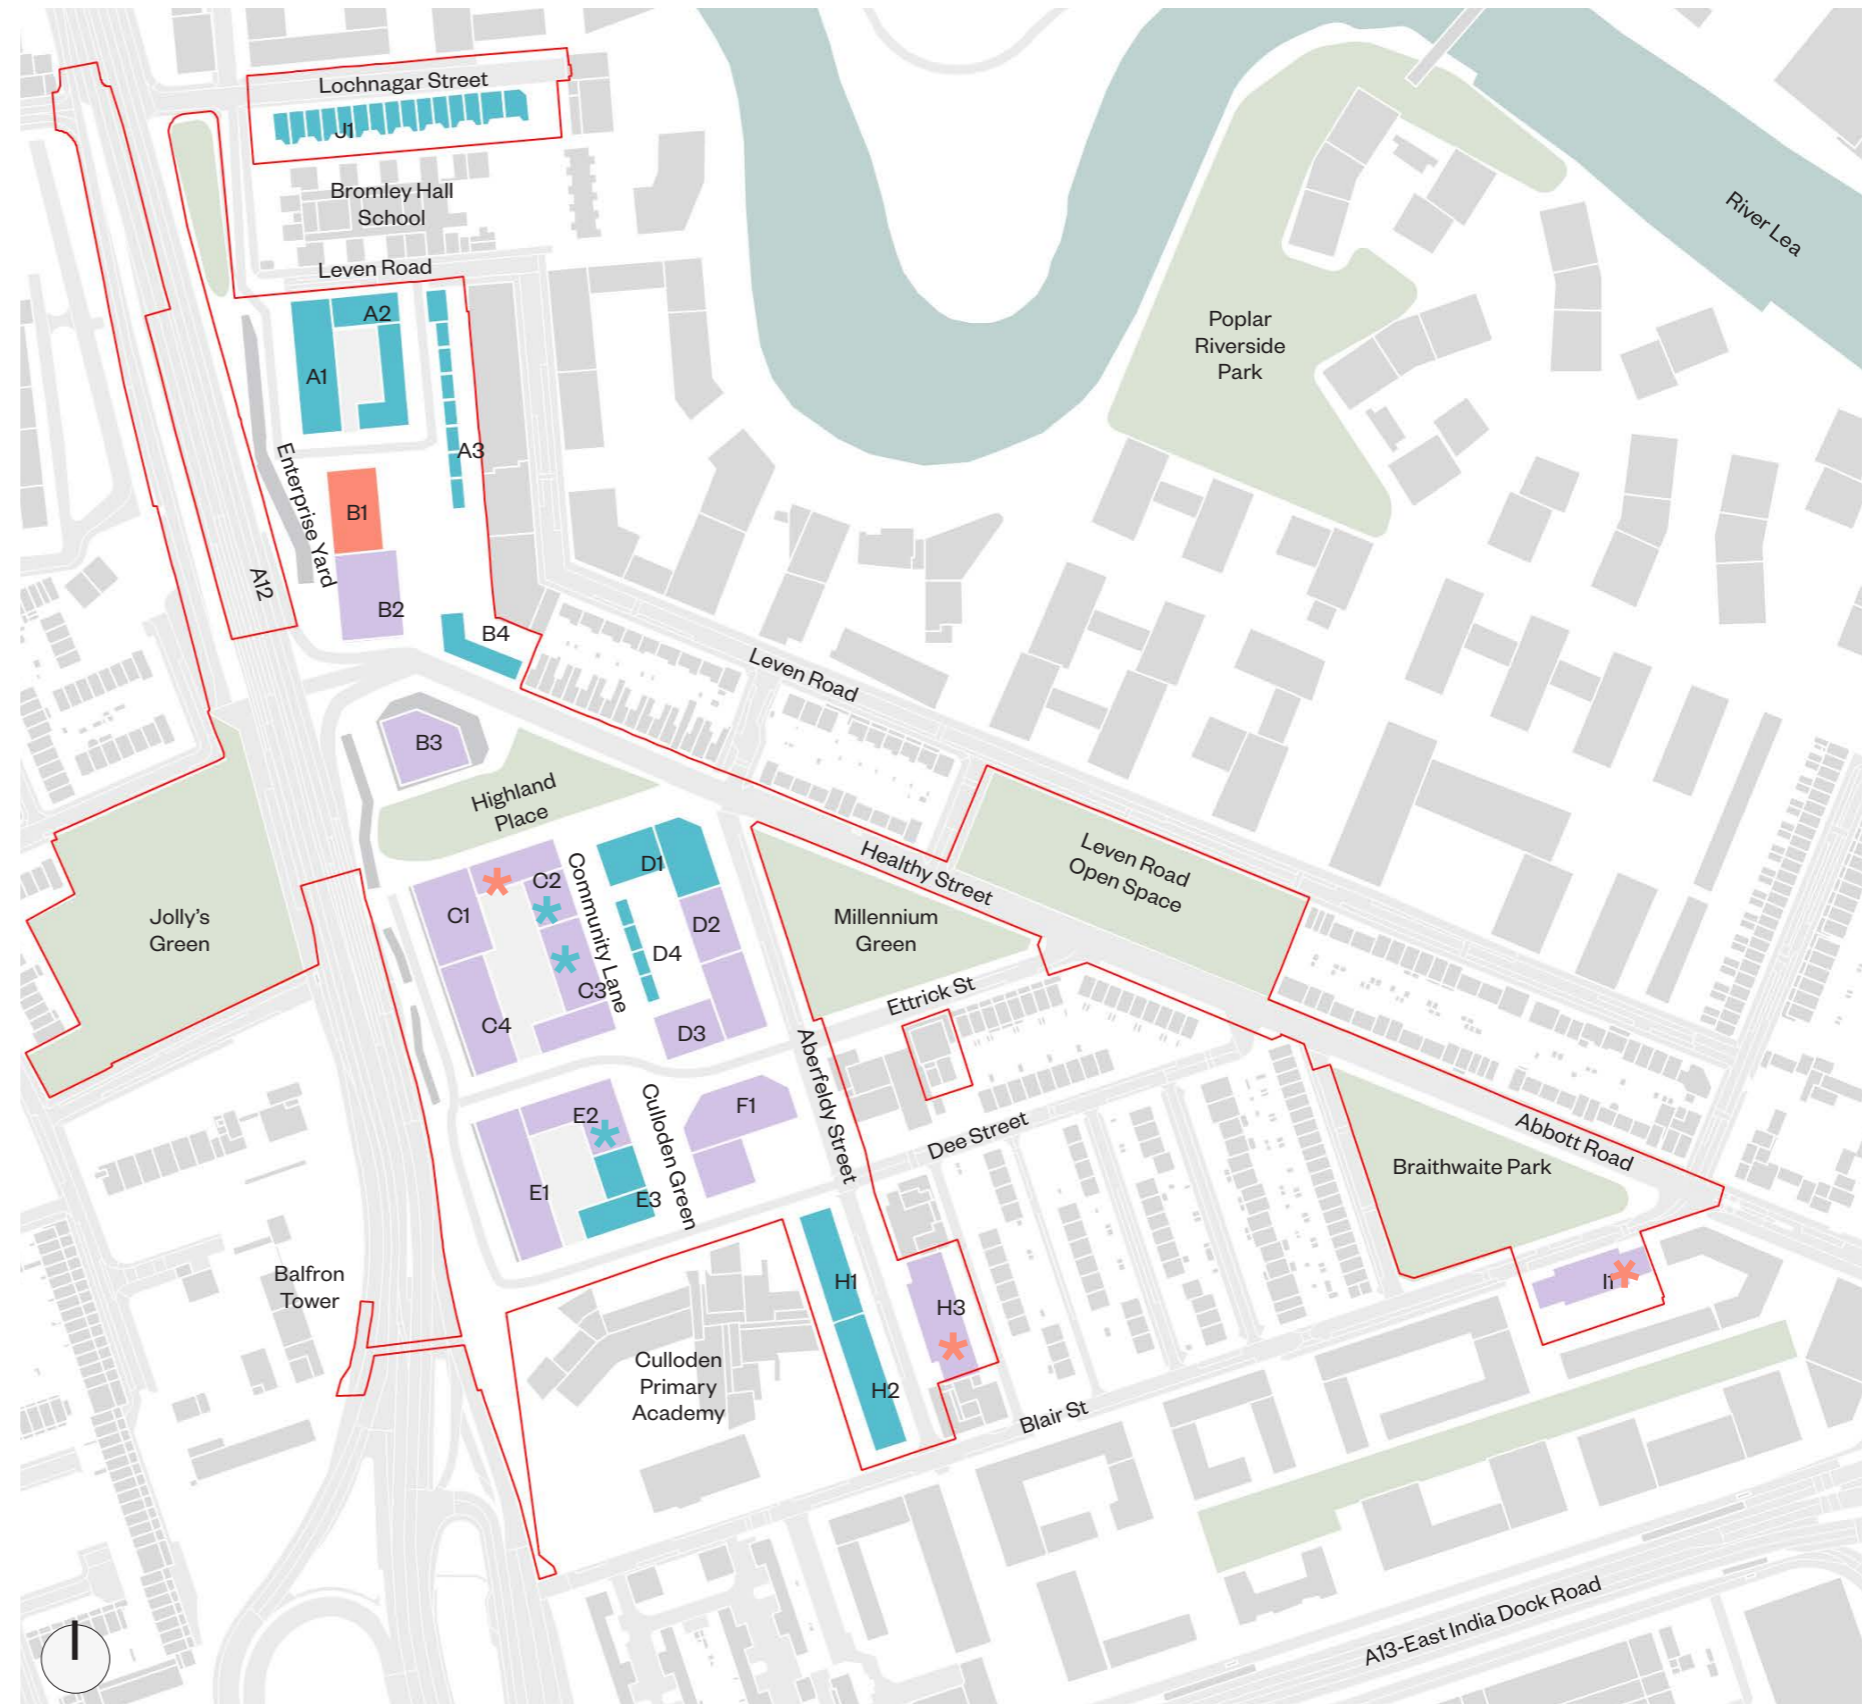 Lochnagar Street
J1
Bromley Hall
School
Leven Road
River Lea
A2
A1
Poplar
Riverside
Park
A3
Enterprise Yard
B1
A12
B2
B4
Leven Road
B3
Highland
Place
Healthy Street
Leven Road
Open Space
D1
C2
Community Lane
C1
Jolly's
Green
Millennium
Green
D2
D4
C3
C4
D3
Ettrick St
Aberfeldy Street
E2
Culloden Green
F1
Dee Street
Abbott Road
Braithwaite Park
E1
E3
Balfron
Tower
H1
I1
H3
Culloden
Primary
Academy
H2
Blair St
A13-East India Dock Road